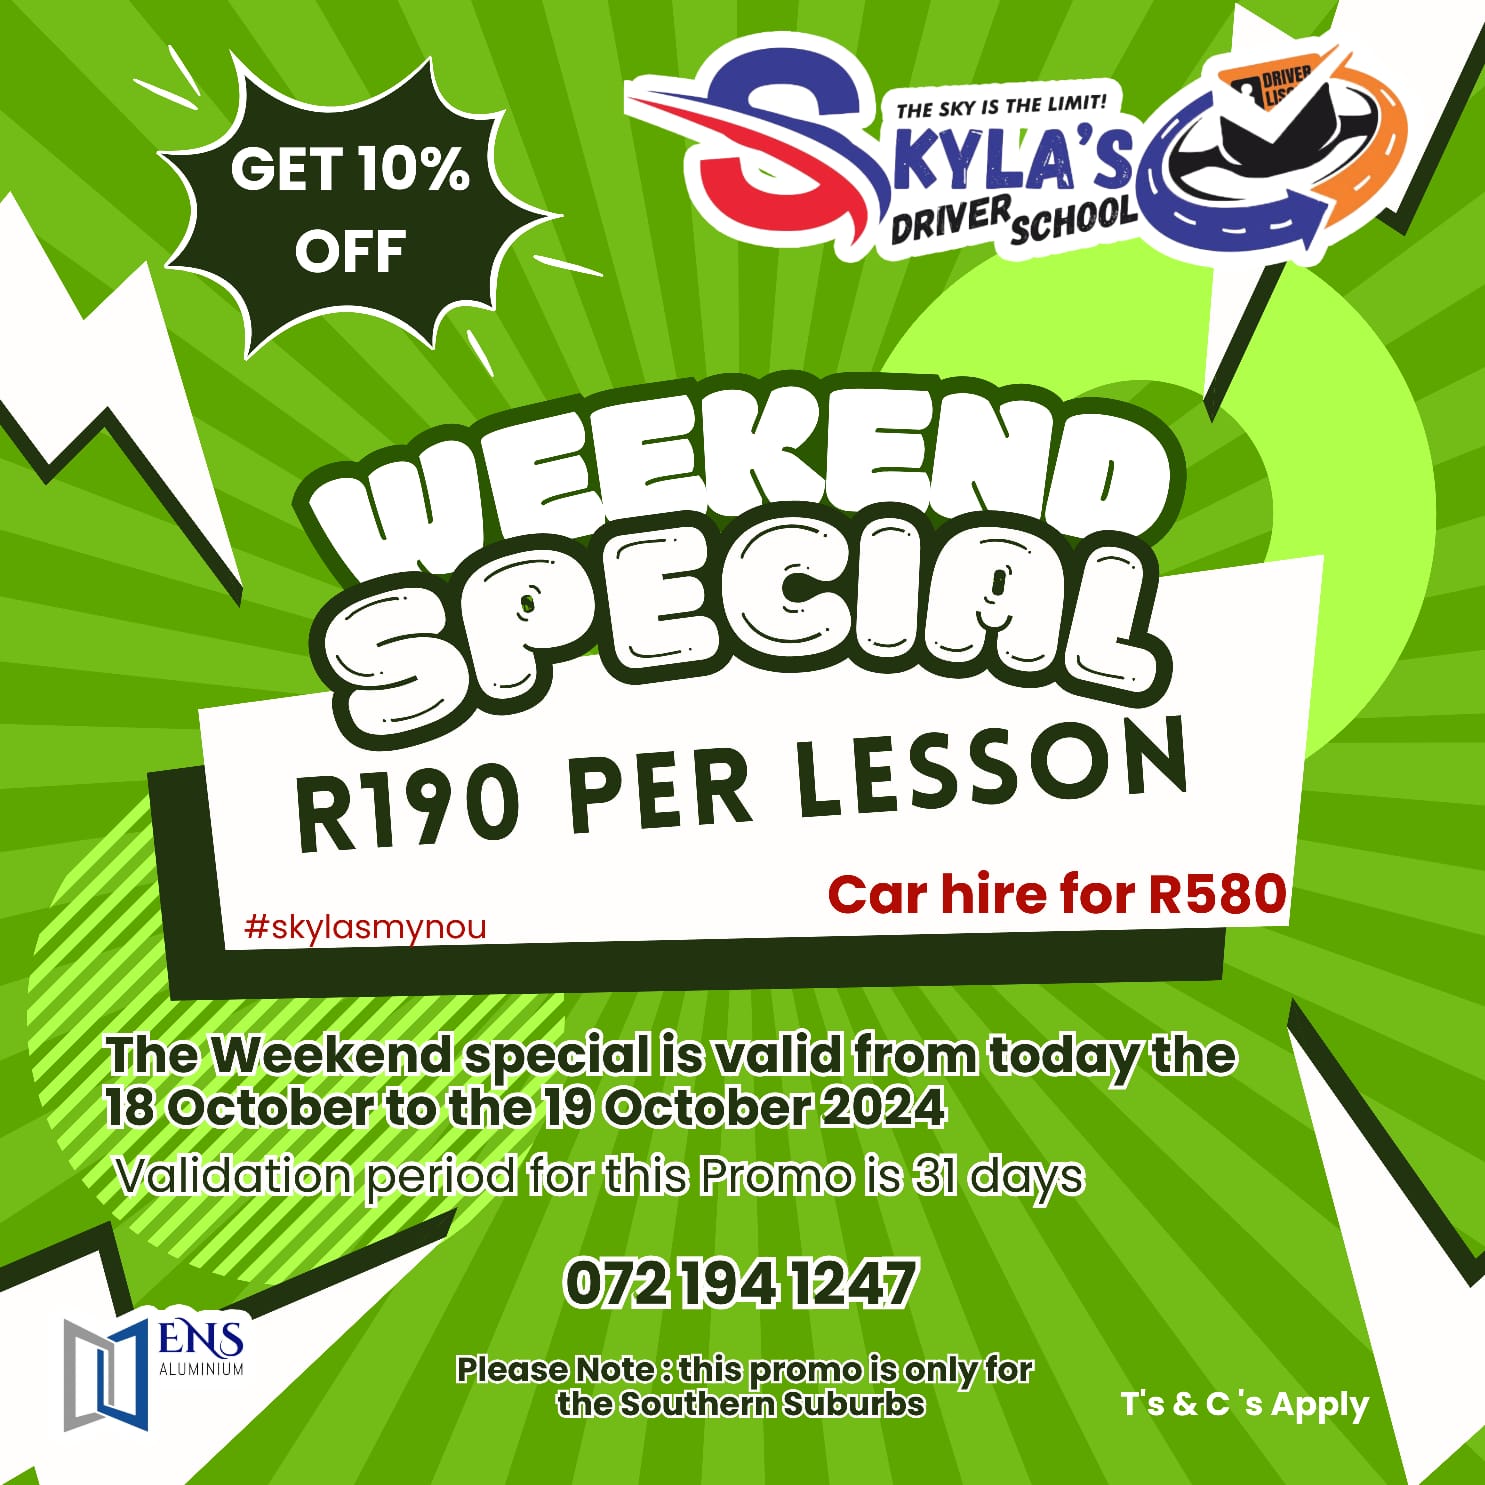 GET 10%
OFF
THE SKY IS THE LIMIT!
SKYLA'S
DRIVER SCHOOL
DRIVER
WEEKEND
SPECIAL
R190 PER LESSON
Car hire for R580
#skylasmynou
The Weekend special is valid from today the
18 October to the 19 October 2024
Validation period for this Promo is 31 days
072 194 1247
ENS
ALUMINIUM
Please Note : this promo is only for
the Southern Suburbs
T's & C 's Apply